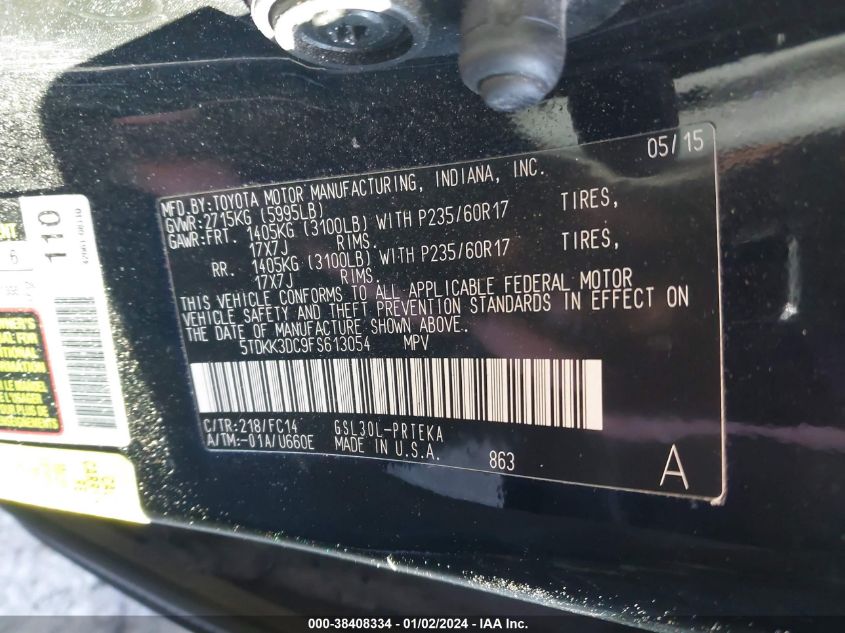 05/15
MFD.BY:TOYOTA MOTOR MANUFACTURING, INDIANA, INC.
GVWR:2715KG (5995LB)
GAWR:FRT. 1405KG (3100LB) WITH P235/60R17 TIRES,
17X7J RIMS.
RR. 1405KG (3100LB) WITH P235/60R17 TIRES,
17X7J RIMS.
THIS VEHICLE CONFORMS TO ALL APPLICABLE FEDERAL MOTOR
VEHICLE SAFETY AND THEFT PREVENTION STANDARDS IN EFFECT ON
THE DATE OF MANUFACTURE SHOWN ABOVE.
5TDKK3DC9FS613054 MPV
C/TR:218/FC14 GSL30L-PRTEKA
A/TM:-01A/U660E MADE IN U.S.A. 863
A
110
000-38408334 / 01/02/2024 - IAA Inc.